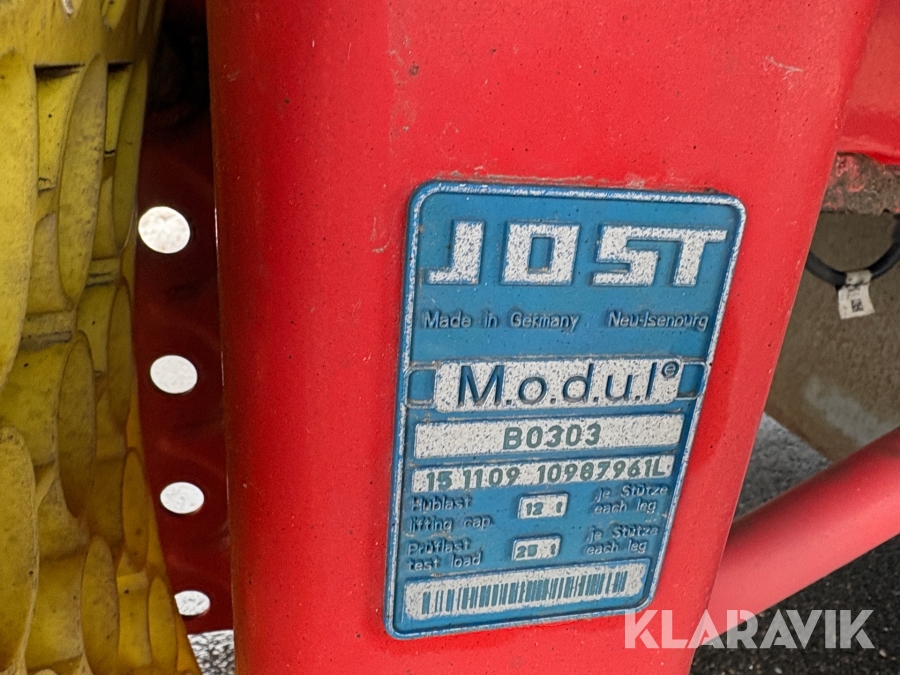 JOST
Made in Germany Neu-Isenburg
M.o.d.u.l®
B0303
15 1109 10987961L
Hublast 12 t je Stütze
lifting cap. each leg
Prüflast 25 t je Stütze
test load each leg
KLARAVIK